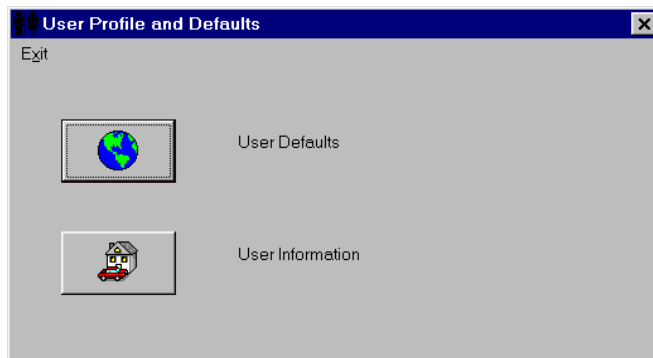 User Profile and Defaults
Exit
User Defaults
User Information